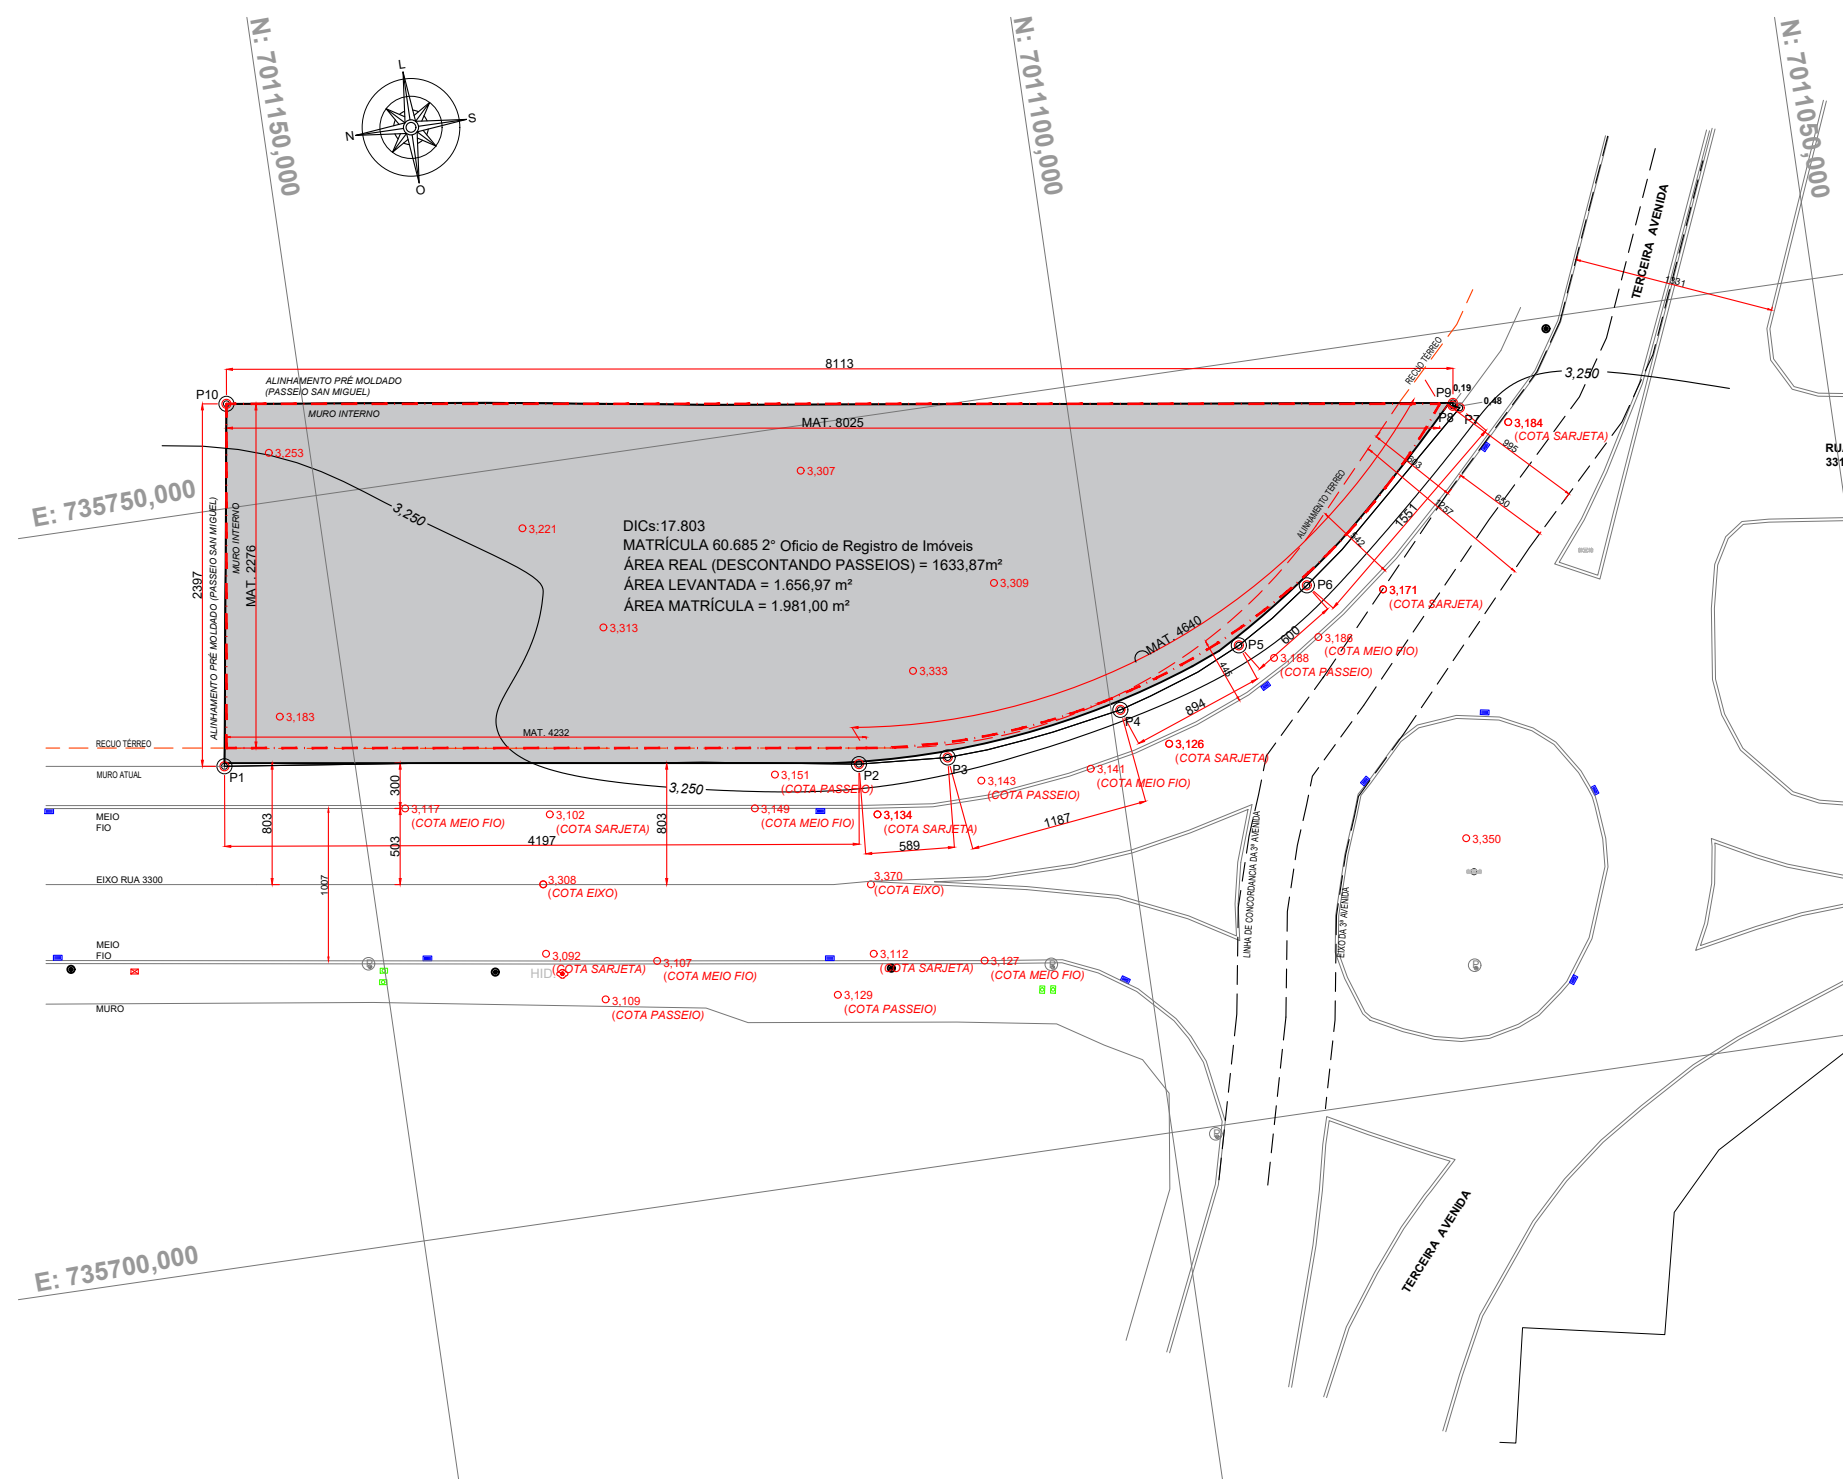 N: 7011150,000
N: 7011100,000
N: 7011050,000
L
N
S
O
TERCEIRA AVENIDA
1331
8113
ALINHAMENTO PRÉ MOLDADO
(PASSEIO SAN MIGUEL)
MURO INTERNO
P10
MAT. 8025
RECUO TÉRREO
P9
0,19
0,48
P8
P7
3,250
3,184
(COTA SARJETA)
995
RU
331
3,253
3,307
E: 735750,000
3,250
3,221
ALINHAMENTO PRÉ MOLDADO (PASSEIO SAN MIGUEL)
MURO INTERNO
MAT. 2276
2397
DICs:17.803
MATRÍCULA 60.685 2° Oficio de Registro de Imóveis
ÁREA REAL (DESCONTANDO PASSEIOS) = 1633,87m²
ÁREA LEVANTADA = 1.656,97 m²
ÁREA MATRÍCULA = 1.981,00 m²
3,309
3,313
3,333
3,183
ALINHAMENTO TÉRREO
650
1257
1551
P6
3,171
(COTA SARJETA)
MAT. 4640
P5
600
3,186
(COTA MEIO FIO)
3,188
(COTA PASSEIO)
445
894
P4
3,126
(COTA SARJETA)
MAT. 4232
RECUO TÉRREO
MURO ATUAL
P1
P2
P3
3,141
(COTA MEIO FIO)
3,143
(COTA PASSEIO)
3,151
(COTA PASSEIO)
3,250
300
3,117
(COTA MEIO FIO)
3,102
(COTA SARJETA)
3,149
(COTA MEIO FIO)
3,134
(COTA SARJETA)
MEIO
FIO
803
503
803
4197
589
1187
1007
3,350
EIXO RUA 3300
3,308
(COTA EIXO)
3,370
(COTA EIXO)
LINHA DE CONCORDANCIA DA 3ª AVENIDA
EIXO DA 3ª AVENIDA
MEIO
FIO
3,092
(COTA SARJETA)
3,107
(COTA MEIO FIO)
3,112
(COTA SARJETA)
3,127
(COTA MEIO FIO)
HID
MURO
3,109
(COTA PASSEIO)
3,129
(COTA PASSEIO)
E: 735700,000
TERCEIRA AVENIDA